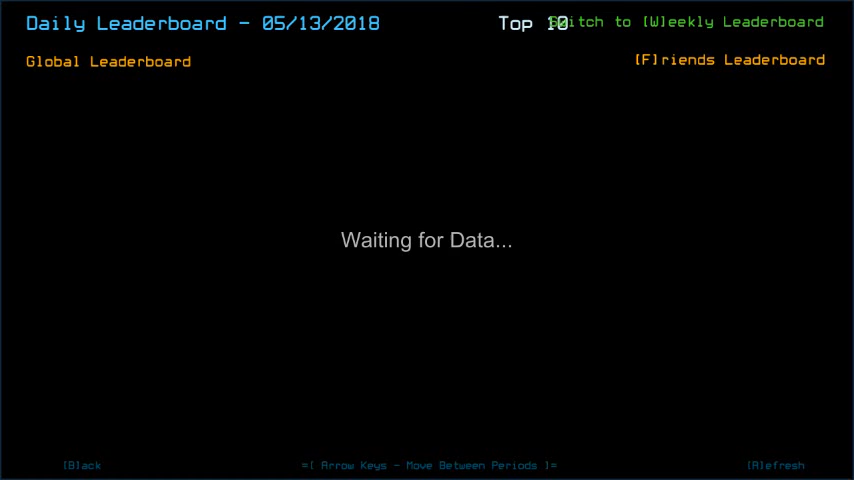 Daily Leaderboard - 05/13/2018 Top 10 Switch to [W]eekly Leaderboard
Global Leaderboard [F]riends Leaderboard
Waiting for Data...
[B]ack =[ Arrow Keys - Move Between Periods ]= [R]efresh